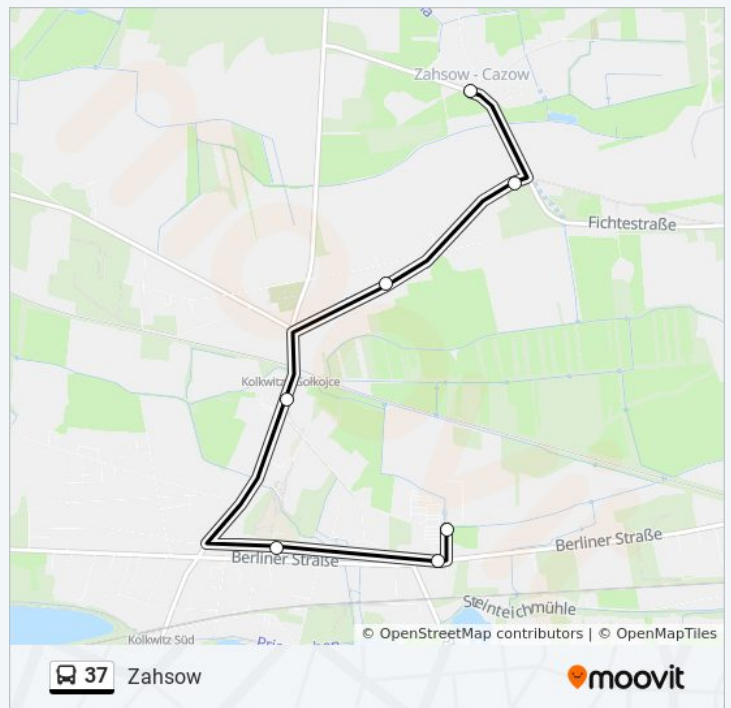 Zahsow - Cazow
Fichtestraße
Kolkwitz - Gołkojce
Berliner Straße
Berliner Straße
Steinteichmühle
Kolkwitz Süd
© OpenStreetMap contributors | © OpenMapTiles
37 Zahsow
moovit